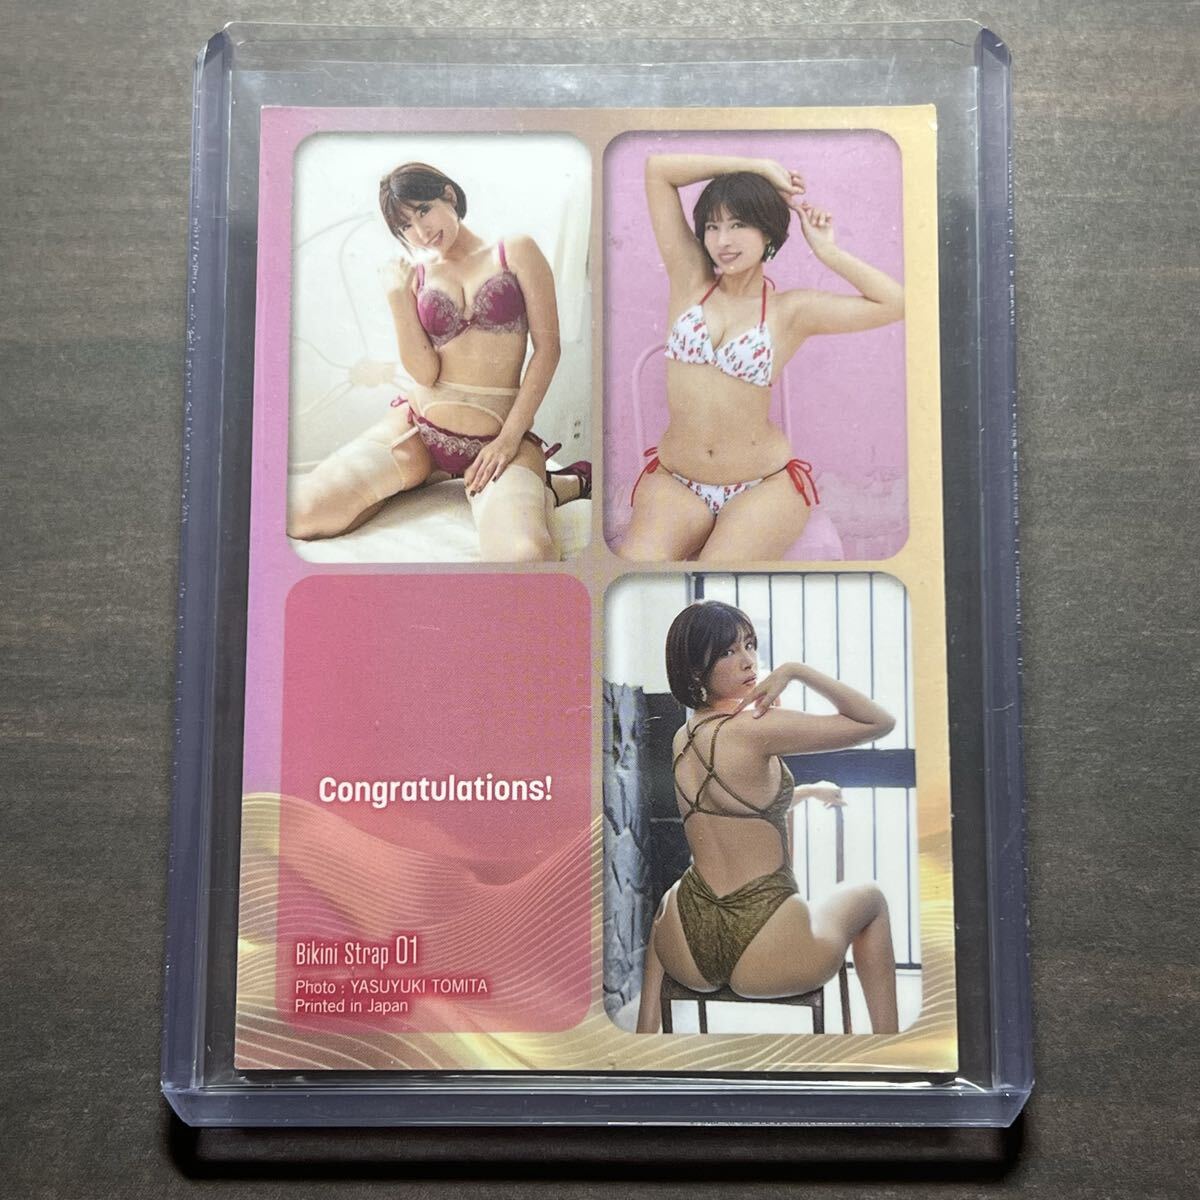 Congratulations!
Bikini Strap 01
Photo : YASUYUKI TOMITA
Printed in Japan